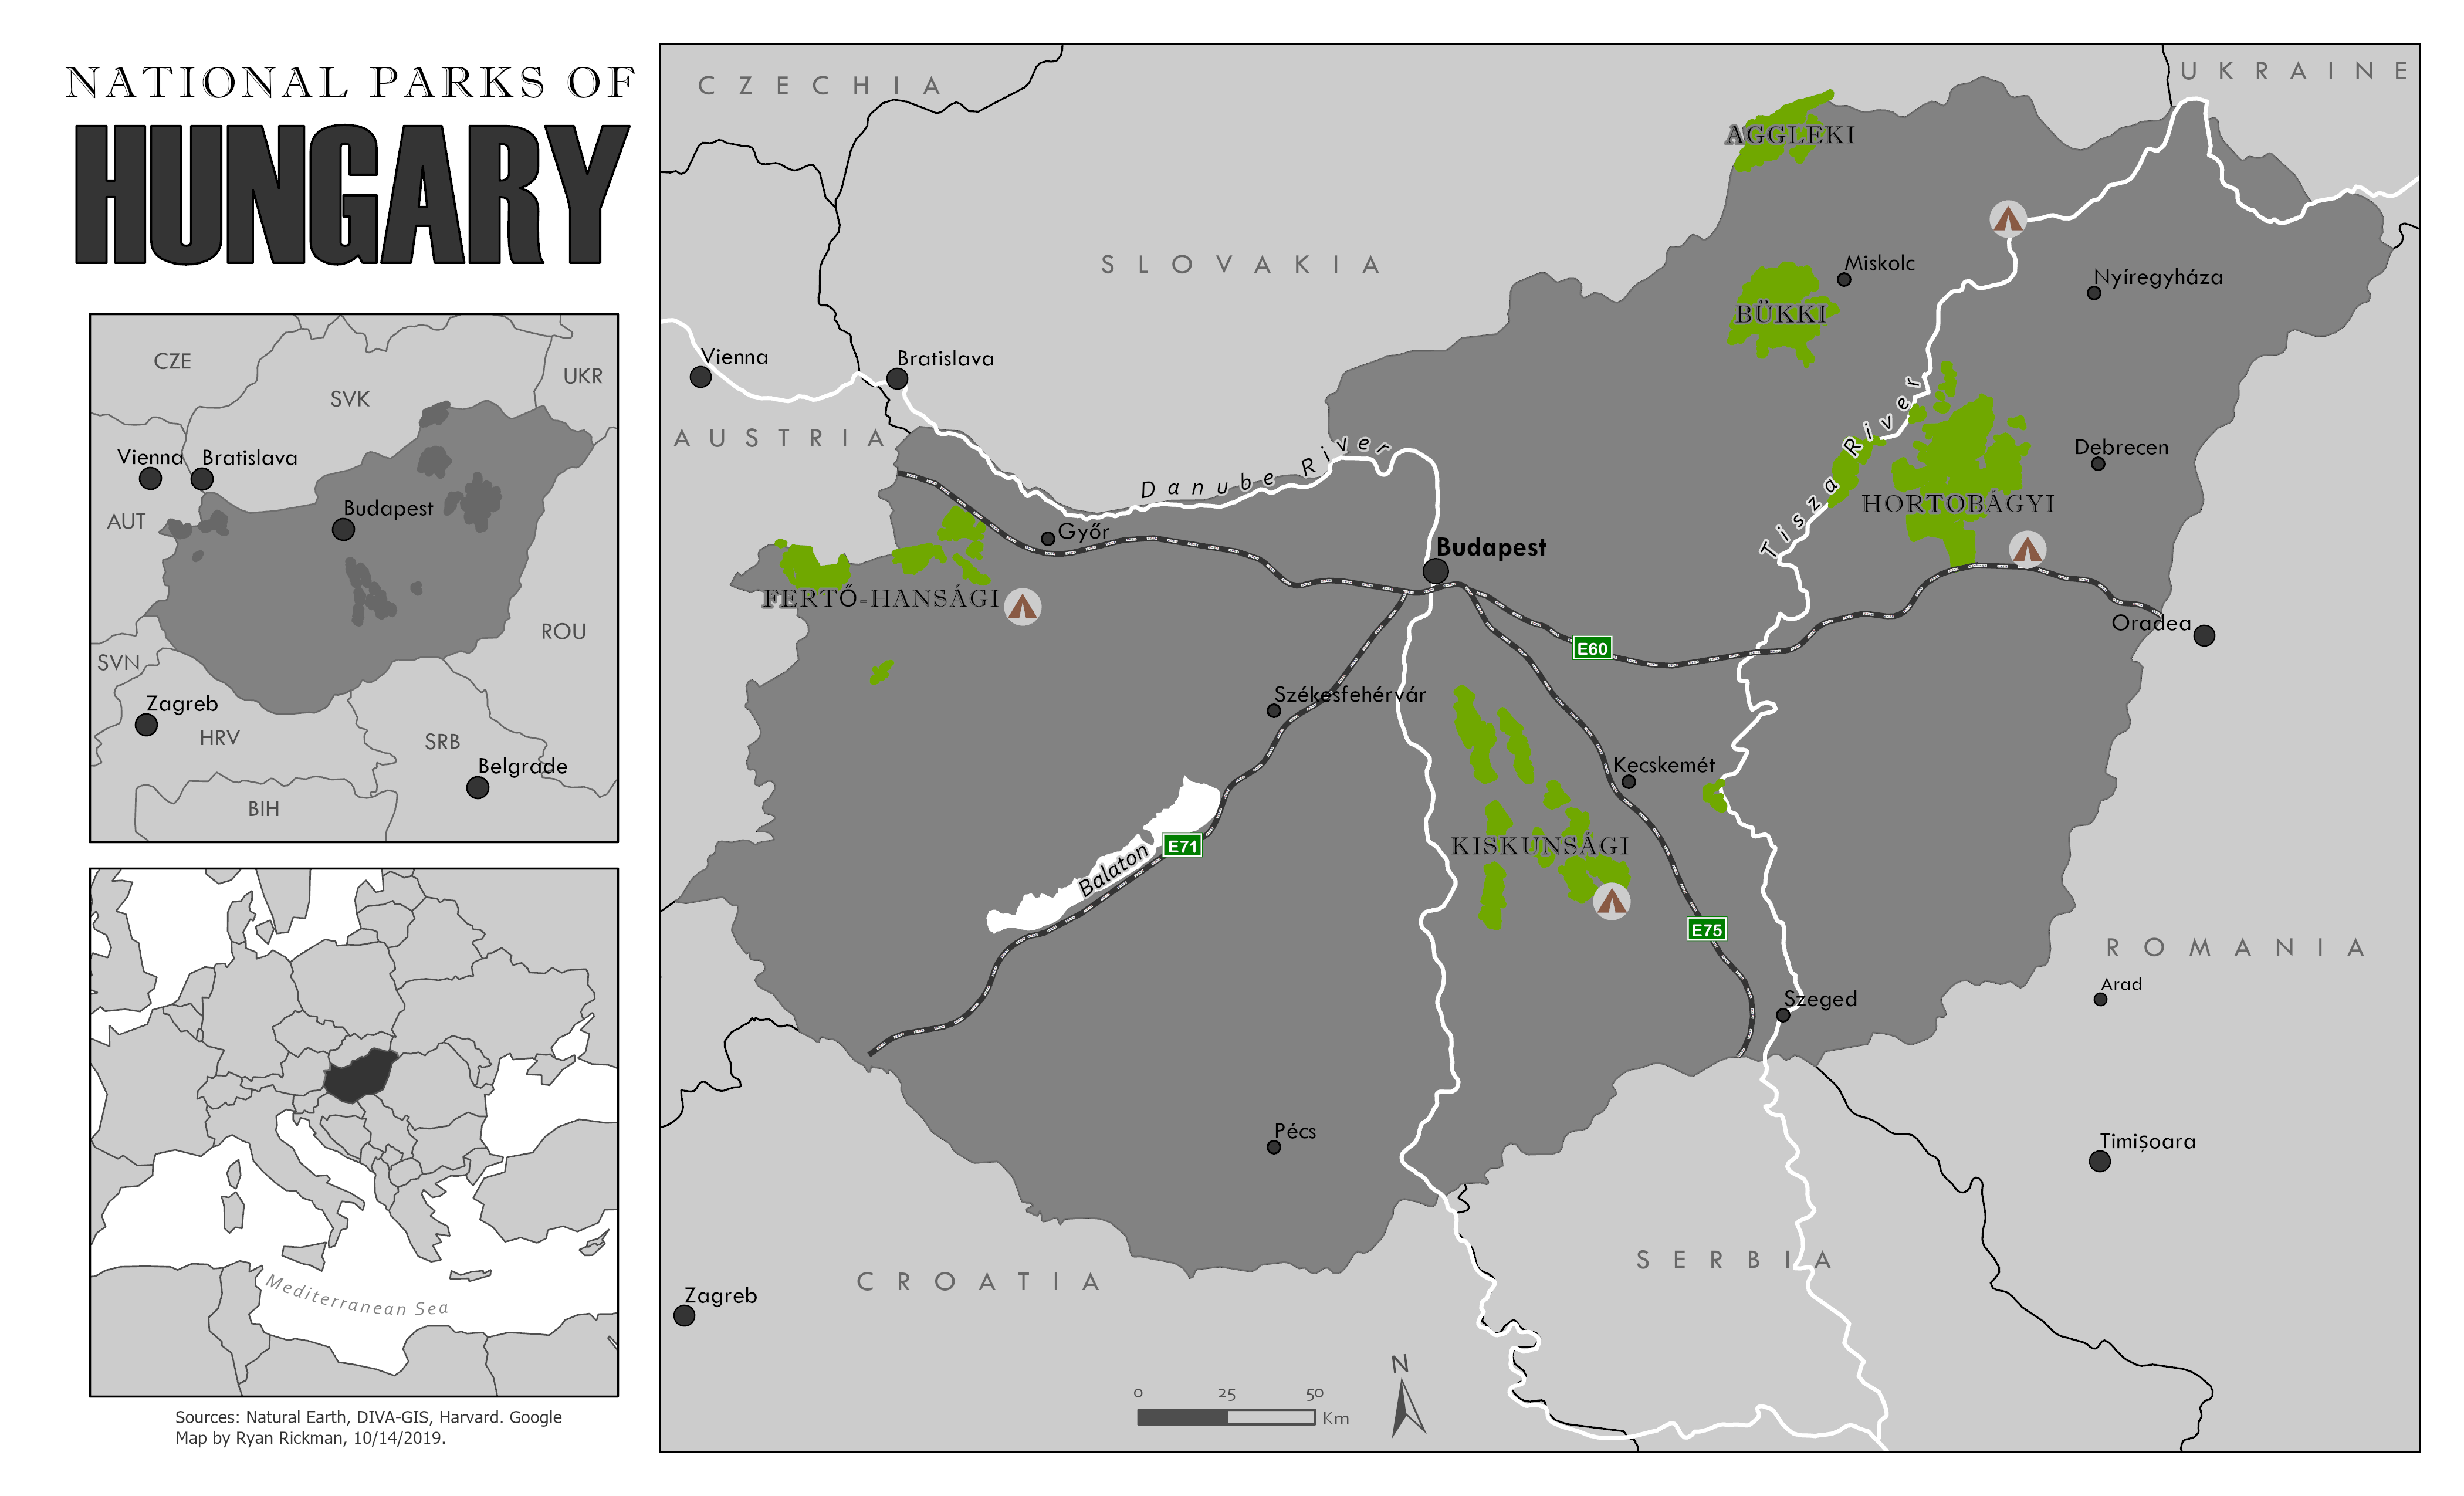 NATIONAL PARKS OF
HUNGARY
CZE
SVK
UKR
Vienna
Bratislava
Budapest
AUT
ROU
SVN
Zagreb
HRV
SRB
Belgrade
BIH
Mediterranean Sea
Sources: Natural Earth, DIVA-GIS, Harvard. Google
Map by Ryan Rickman, 10/14/2019.
CZECHIA
UKRAINE
AGGLEKI
SLOVAKIA
Miskolc
Nyíregyháza
BÜKKI
Vienna
Bratislava
AUSTRIA
Danube River
Tisza River
Debrecen
HORTOBÁGYI
Győr
Budapest
FERTŐ-HANSÁGI
Oradea
E60
Székesfehérvár
Kecskemét
E71
Balaton
KISKUNSÁGI
E75
ROMANIA
Arad
Szeged
Pécs
Timișoara
SERBIA
CROATIA
Zagreb
N
0 25 50
Km